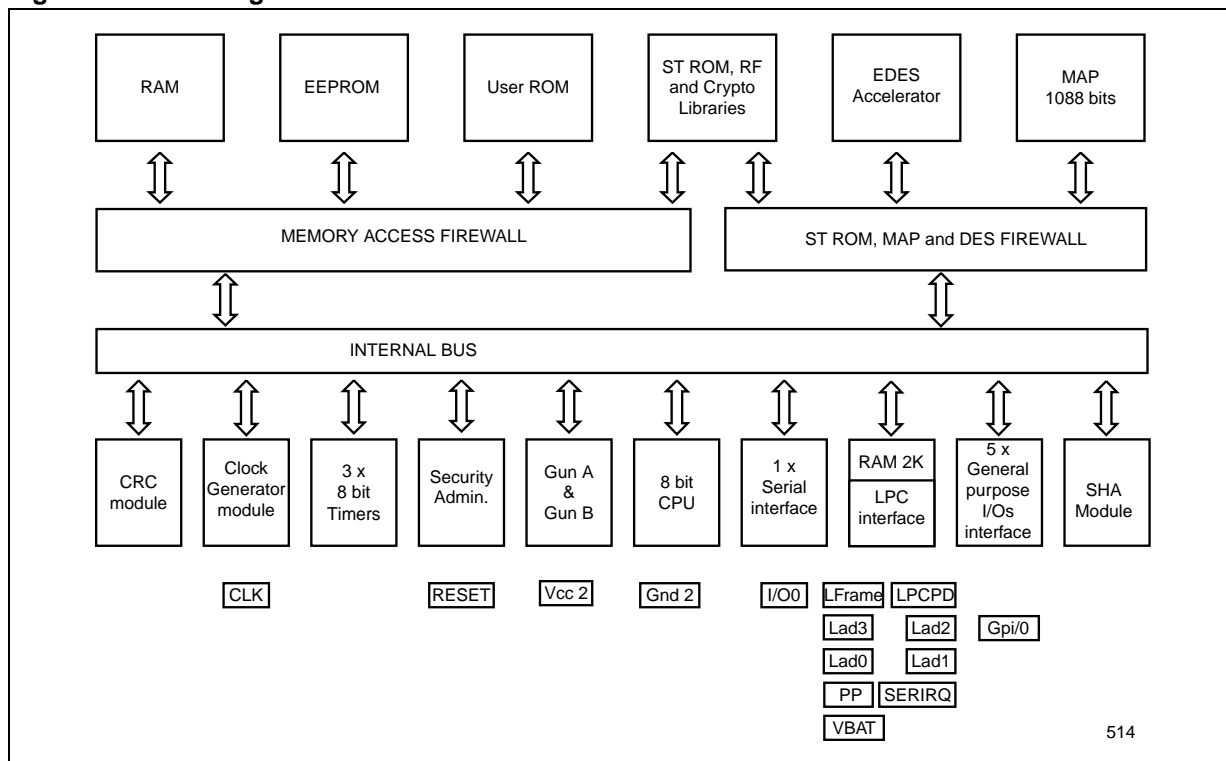 RAM
EEPROM
User ROM
ST ROM, RF
and Crypto
Libraries
EDES
Accelerator
MAP
1088 bits
MEMORY ACCESS FIREWALL
ST ROM, MAP and DES FIREWALL
INTERNAL BUS
CRC
module
Clock
Generator
module
3 x
8 bit
Timers
Security
Admin.
Gun A
&
Gun B
8 bit
CPU
1 x
Serial
interface
RAM 2K
LPC
interface
5 x
General
purpose
I/Os
interface
SHA
Module
CLK
RESET
Vcc 2
Gnd 2
I/O0
LFrame
LPCPD
Lad3
Lad2
Gpi/0
Lad0
Lad1
PP
SERIRQ
VBAT
514